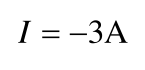 I = −3A